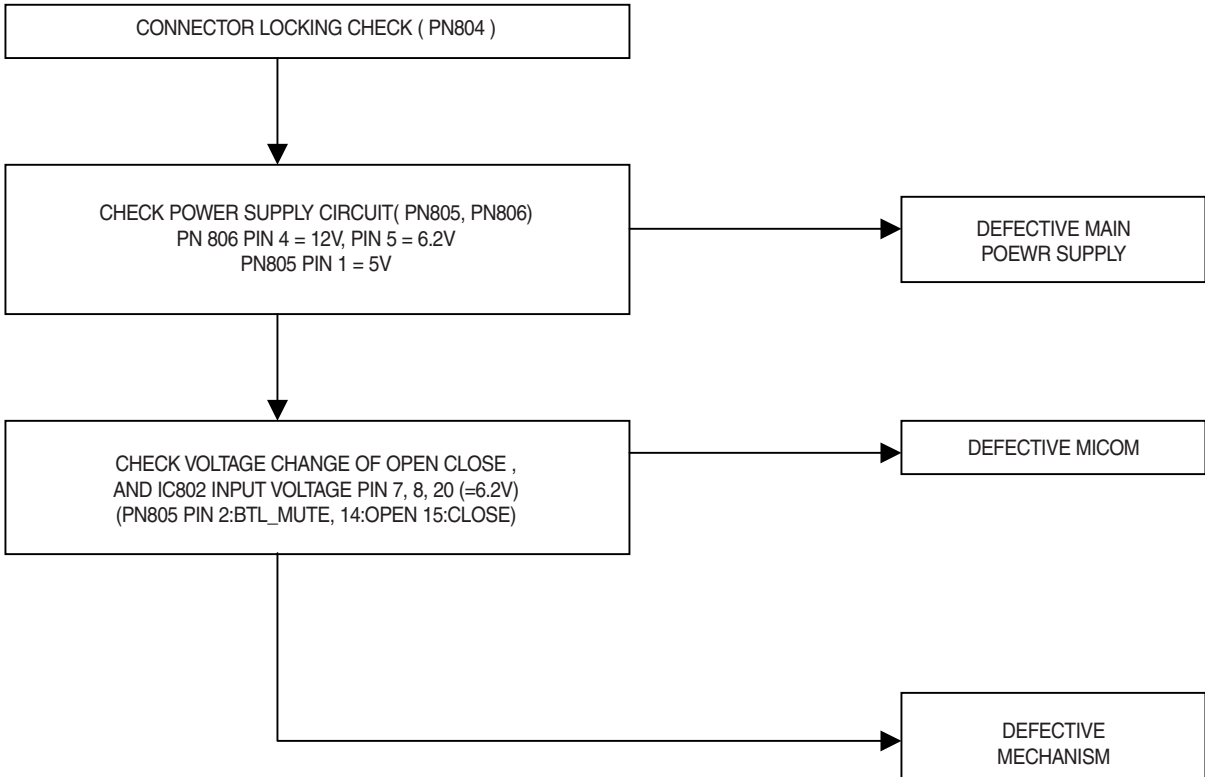 CONNECTOR LOCKING CHECK ( PN804 )
CHECK POWER SUPPLY CIRCUIT( PN805, PN806)
PN 806 PIN 4 = 12V, PIN 5 = 6.2V
PN805 PIN 1 = 5V
DEFECTIVE MAIN
POEWR SUPPLY
CHECK VOLTAGE CHANGE OF OPEN CLOSE ,
AND IC802 INPUT VOLTAGE PIN 7, 8, 20 (=6.2V)
(PN805 PIN 2:BTL_MUTE, 14:OPEN 15:CLOSE)
DEFECTIVE MICOM
DEFECTIVE
MECHANISM